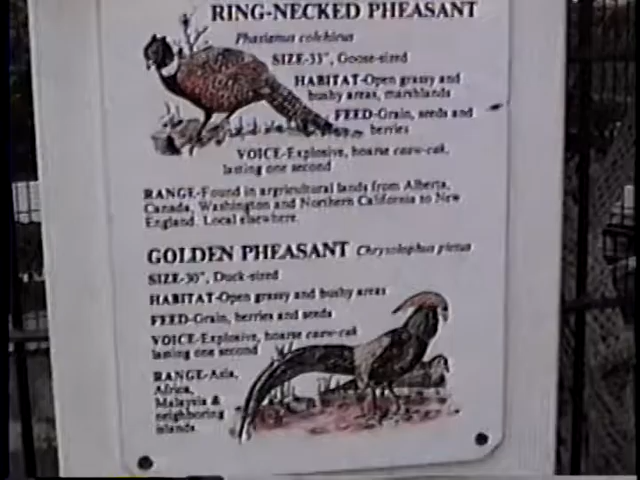 RING-NECKED PHEASANT
Phasianus colchicus
SIZE-33", Goose-sized
HABITAT-Open grassy and
bushy areas, marshlands
FEED-Grain, seeds and
berries
VOICE-Explosive, hoarse caw-cak,
lasting one second
RANGE-Found in argricultural lands from Alberta,
Canada, Washington and Northern California to New
England. Local elsewhere.
GOLDEN PHEASANT Chrysolophus pictus
SIZE-30", Duck-sized
HABITAT-Open grassy and bushy areas
FEED-Grain, berries and seeds
VOICE-Explosive, hoarse caw-cak
lasting one second
RANGE-Asia,
Africa,
Malaysia &
neighboring
islands